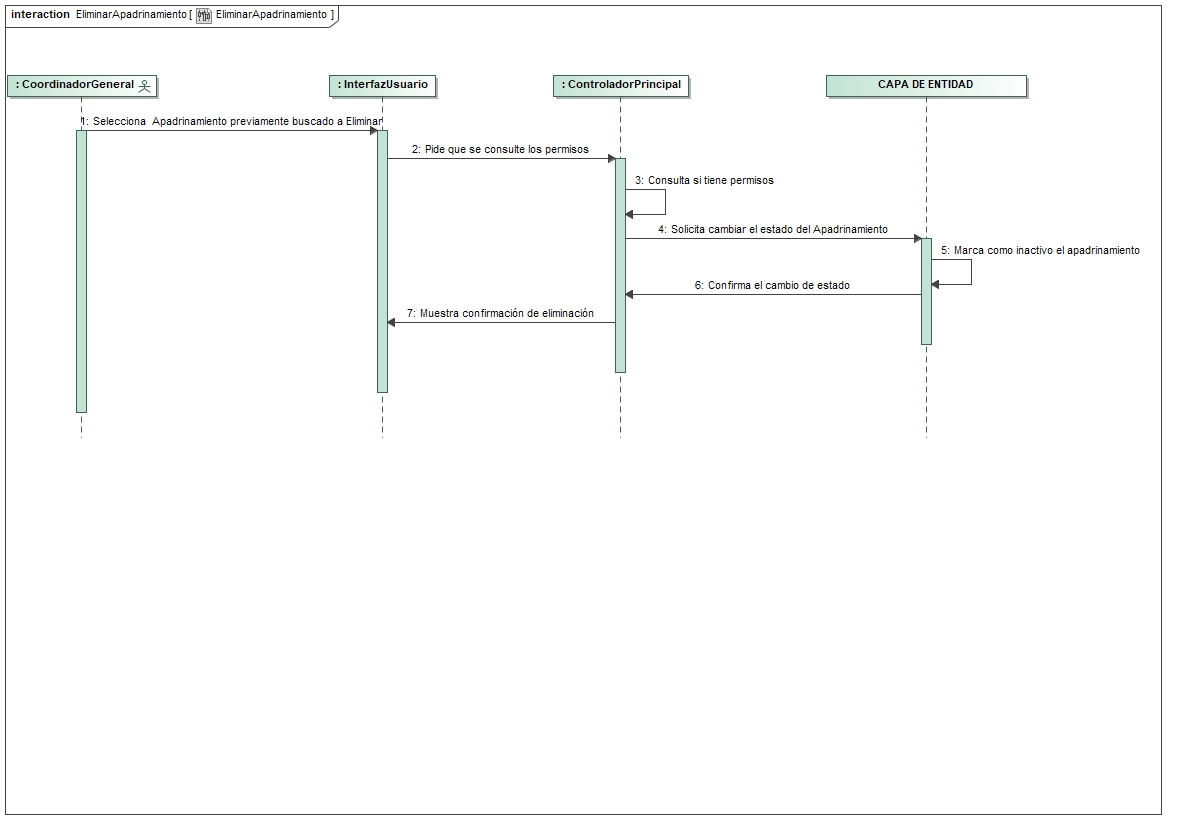 interaction EliminarApadrinamento [ EliminarApadrinamiento ]
: CoordinadorGeneral
: InterfazUsuario
: ControladorPrincipal
CAPA DE ENTIDAD
1: Selecciona  Apadrinamiento previamente buscado a Eliminar
2: Pide que se consulte los permisos
3: Consulta si tiene permisos
4: Solicita cambiar el estado del Apadrinamiento
5: Marca como inactivo el apadrinamiento
6: Confirma el cambio de estado
7: Muestra confirmación de eliminación